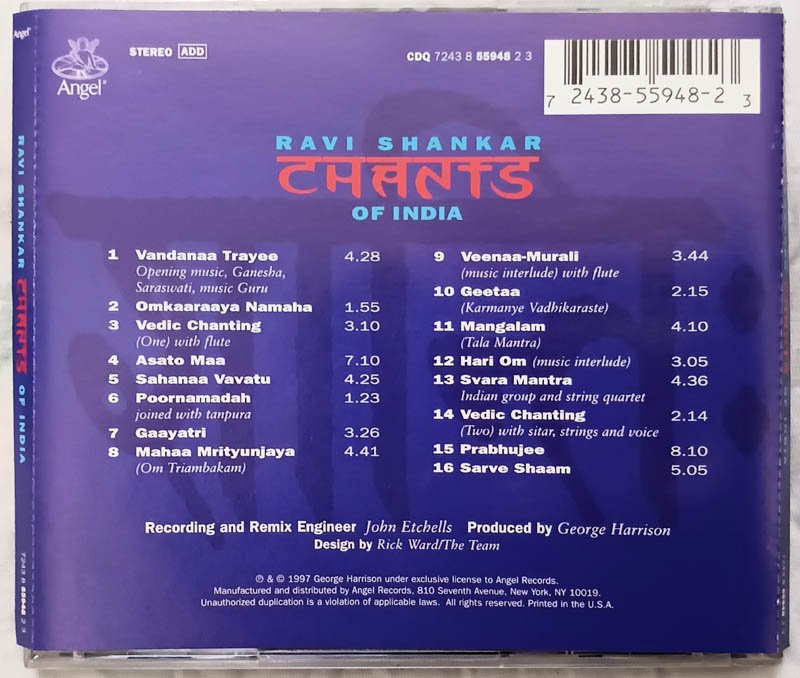 Angel
STEREO ADD
CDQ 7243 8 55948 2 3
7 2438-55948-2 3
Angel®
RAVI SHANKAR
CHANTS
OF INDIA
1 Vandanaa Trayee 4.28
Opening music, Ganesha,
Saraswati, music Guru
2 Omkaaraaya Namaha 1.55
3 Vedic Chanting 3.10
(One) with flute
4 Asato Maa 7.10
5 Sahanaa Vavatu 4.25
6 Poornamadah 1.23
joined with tanpura
7 Gaayatri 3.26
8 Mahaa Mrityunjaya 4.41
(Om Triambakam)
9 Veenaa-Murali 3.44
(music interlude) with flute
10 Geetaa 2.15
(Karmanye Vadhikaraste)
11 Mangalam 4.10
(Tala Mantra)
12 Hari Om (music interlude) 3.05
13 Svara Mantra 4.36
Indian group and string quartet
14 Vedic Chanting 2.14
(Two) with sitar, strings and voice
15 Prabhujee 8.10
16 Sarve Shaam 5.05
Recording and Remix Engineer John Etchells Produced by George Harrison
Design by Rick Ward/The Team
℗ & © 1997 George Harrison under exclusive license to Angel Records.
Manufactured and distributed by Angel Records, 810 Seventh Avenue, New York, NY 10019.
Unauthorized duplication is a violation of applicable laws. All rights reserved. Printed in the U.S.A.
RAVI SHANKAR CHANTS OF INDIA
7243 8 55948 2 3